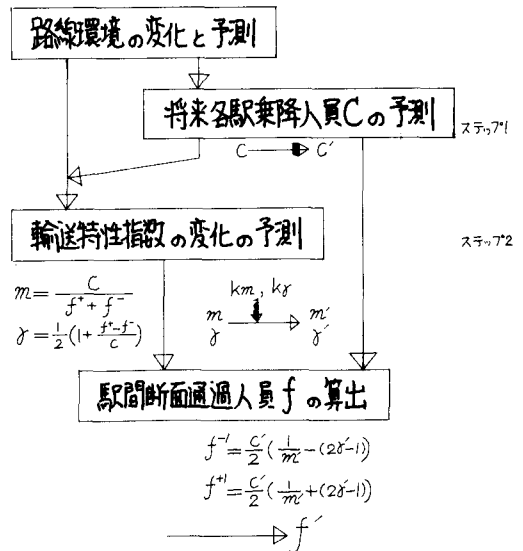 路線環境の変化と予測
将来各駅乗降人員Cの予測
ステップ1
C → C'
輸送特性指数の変化の予測
ステップ2
m = C / (f⁺ + f⁻)
γ = 1/2 (1 + (f⁺ - f⁻)/C)
km, kγ
m → m'
γ γ'
駅間断面通過人員fの算出
f⁻' = C'/2 (1/m' - (2γ' - 1))
f⁺' = C'/2 (1/m' + (2γ' - 1))
→ f'